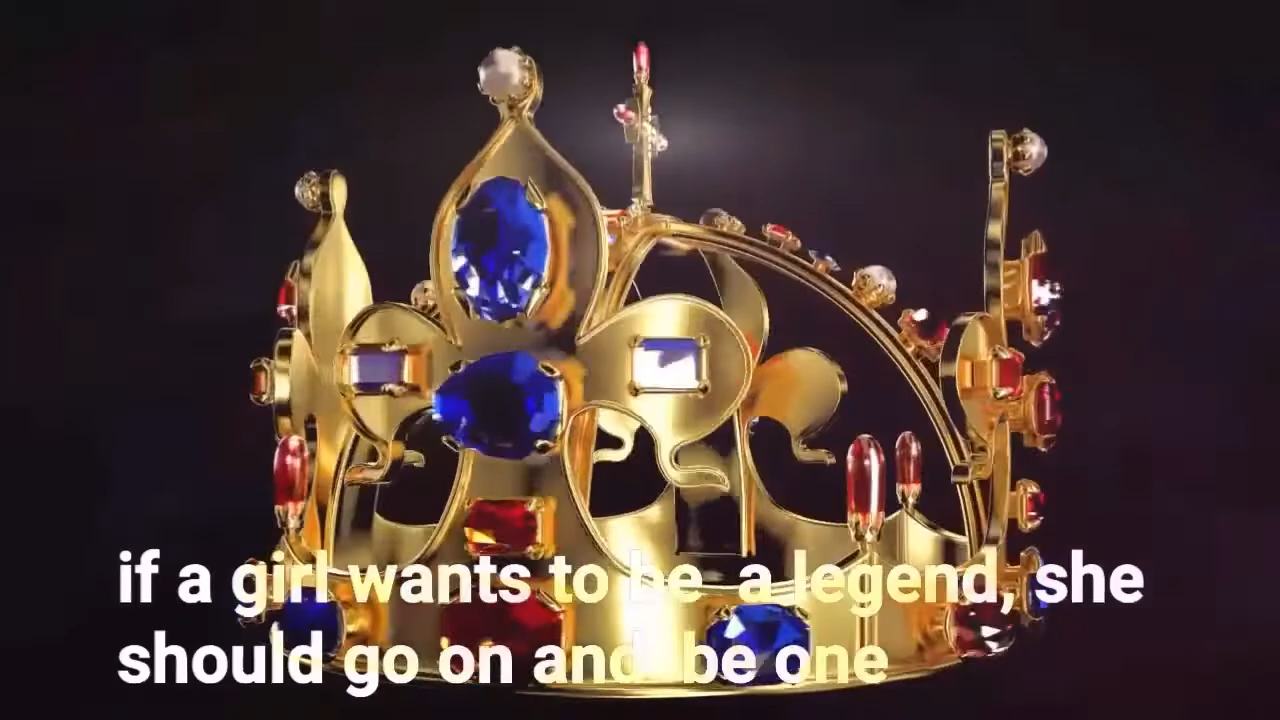 if a girl wants to be a legend, she
should go on and be one